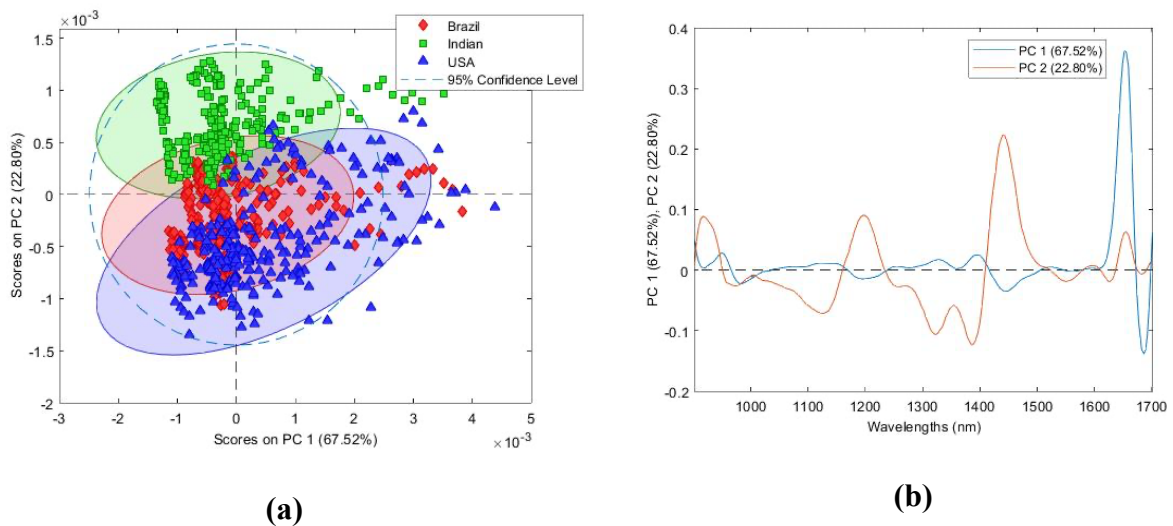 × 10⁻³
1.5
1
0.5
0
-0.5
-1
-1.5
-2
Scores on PC 2 (22.80%)
-3
-2
-1
0
1
2
3
4
5
Scores on PC 1 (67.52%)
× 10⁻³
Brazil
Indian
USA
95% Confidence Level
(a)
0.4
0.3
0.2
0.1
0
-0.1
-0.2
PC 1 (67.52%), PC 2 (22.80%)
1000
1100
1200
1300
1400
1500
1600
1700
Wavelengths (nm)
PC 1 (67.52%)
PC 2 (22.80%)
(b)